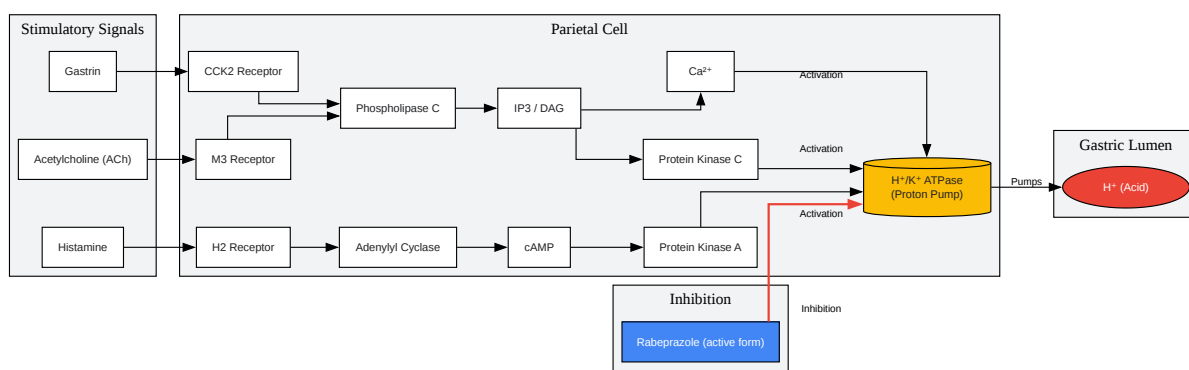 Stimulatory Signals
Parietal Cell
Gastrin
CCK2 Receptor
Ca²⁺
Activation
Phospholipase C
IP3 / DAG
Acetylcholine (ACh)
M3 Receptor
Protein Kinase C
Activation
Gastric Lumen
H⁺/K⁺ ATPase
(Proton Pump)
Pumps
H⁺ (Acid)
Activation
Histamine
H2 Receptor
Adenylyl Cyclase
cAMP
Protein Kinase A
Inhibition
Inhibition
Rabeprazole (active form)